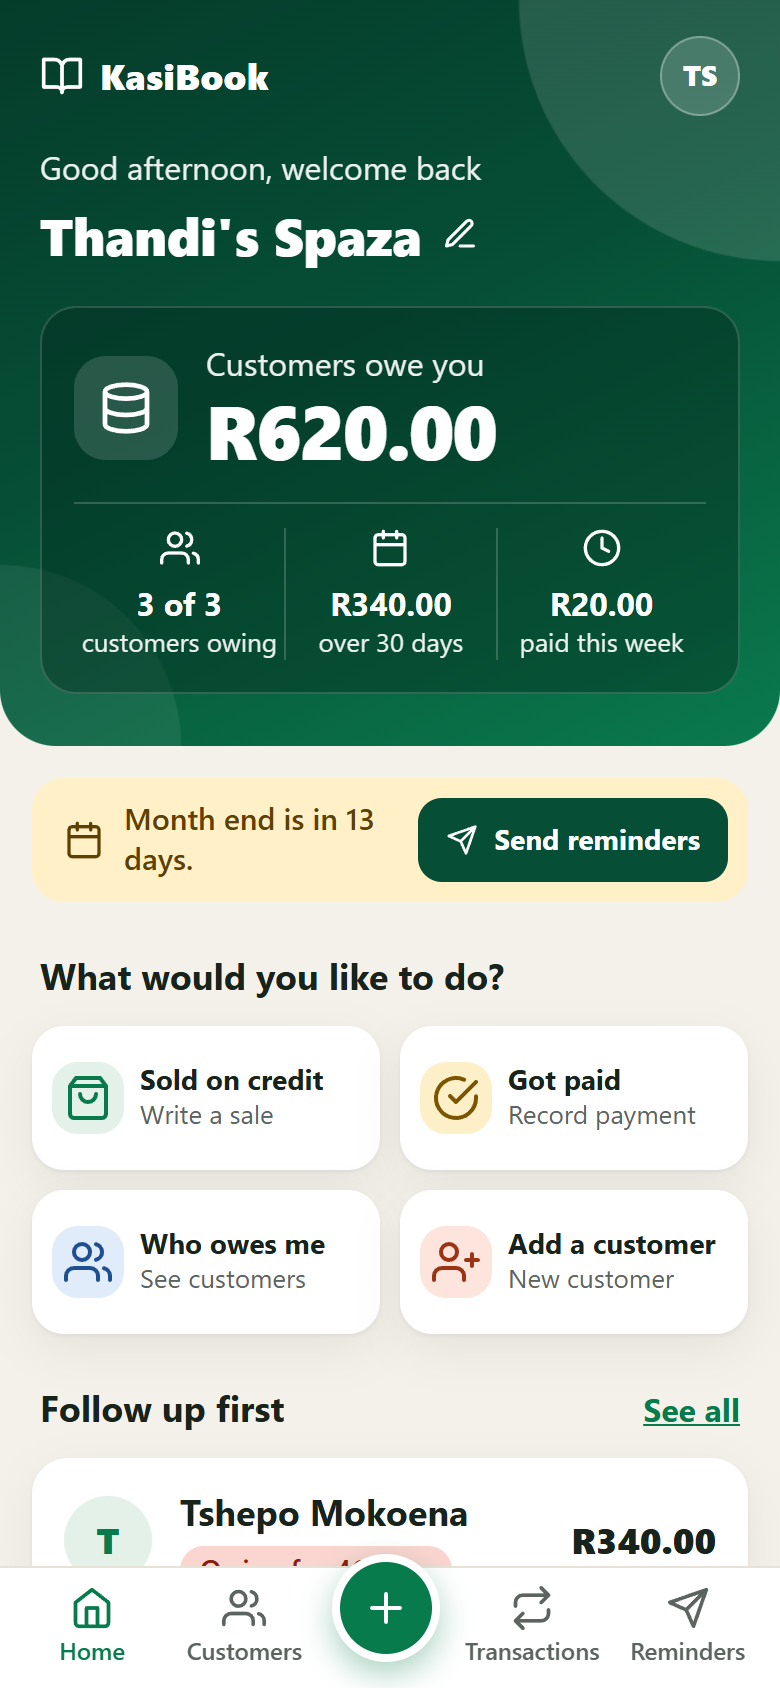 KasiBook
TS
Good afternoon, welcome back
Thandi's Spaza
Customers owe you
R620.00
3 of 3
customers owing
R340.00
over 30 days
R20.00
paid this week
Month end is in 13
days.
Send reminders
What would you like to do?
Sold on credit
Write a sale
Got paid
Record payment
Who owes me
See customers
Add a customer
New customer
Follow up first
See all
T
Tshepo Mokoena
R340.00
Home
Customers
Transactions
Reminders